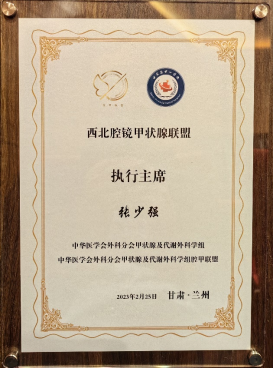 西北腔镜甲状腺联盟
执行主席
张少强
中华医学会外科分会甲状腺及代谢外科学组
中华医学会外科分会甲状腺及代谢外科学组腔甲联盟
2023年2月25日 甘肃·兰州